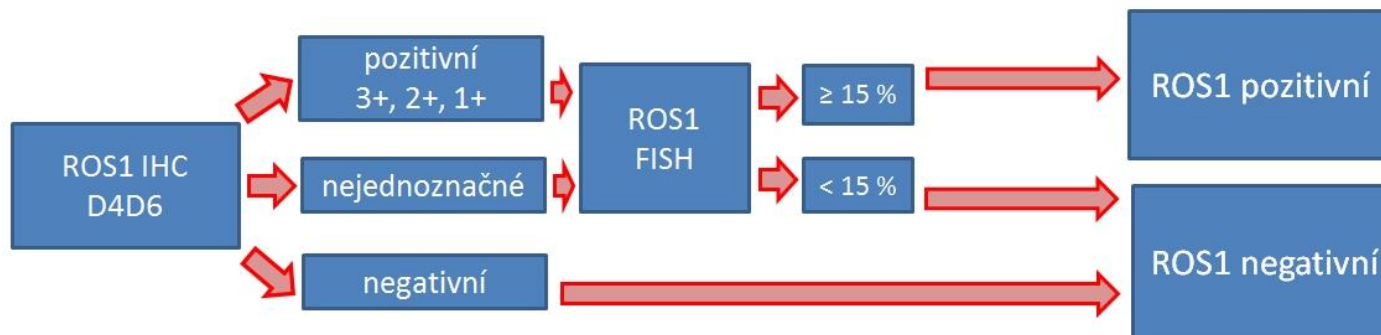 ROS1 IHC
D4D6
pozitivní
3+, 2+, 1+
nejednoznačné
negativní
ROS1
FISH
≥ 15 %
< 15 %
ROS1 pozitivní
ROS1 negativní